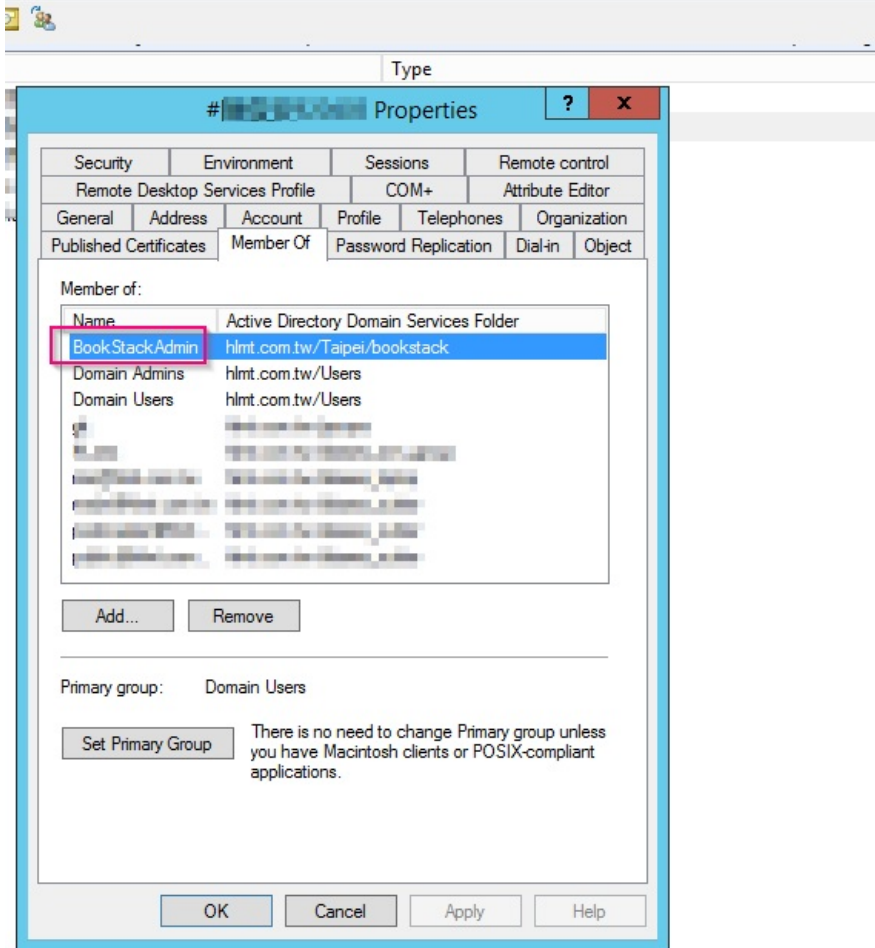 Type
# Properties ? x
Security Environment Sessions Remote control
Remote Desktop Services Profile COM+ Attribute Editor
General Address Account Profile Telephones Organization
Published Certificates Member Of Password Replication Dial-in Object
Member of:
Name Active Directory Domain Services Folder
BookStackAdmin hlmt.com.tw/Taipei/bookstack
Domain Admins hlmt.com.tw/Users
Domain Users hlmt.com.tw/Users
Add... Remove
Primary group: Domain Users
Set Primary Group
There is no need to change Primary group unless
you have Macintosh clients or POSIX-compliant
applications.
OK Cancel Apply Help